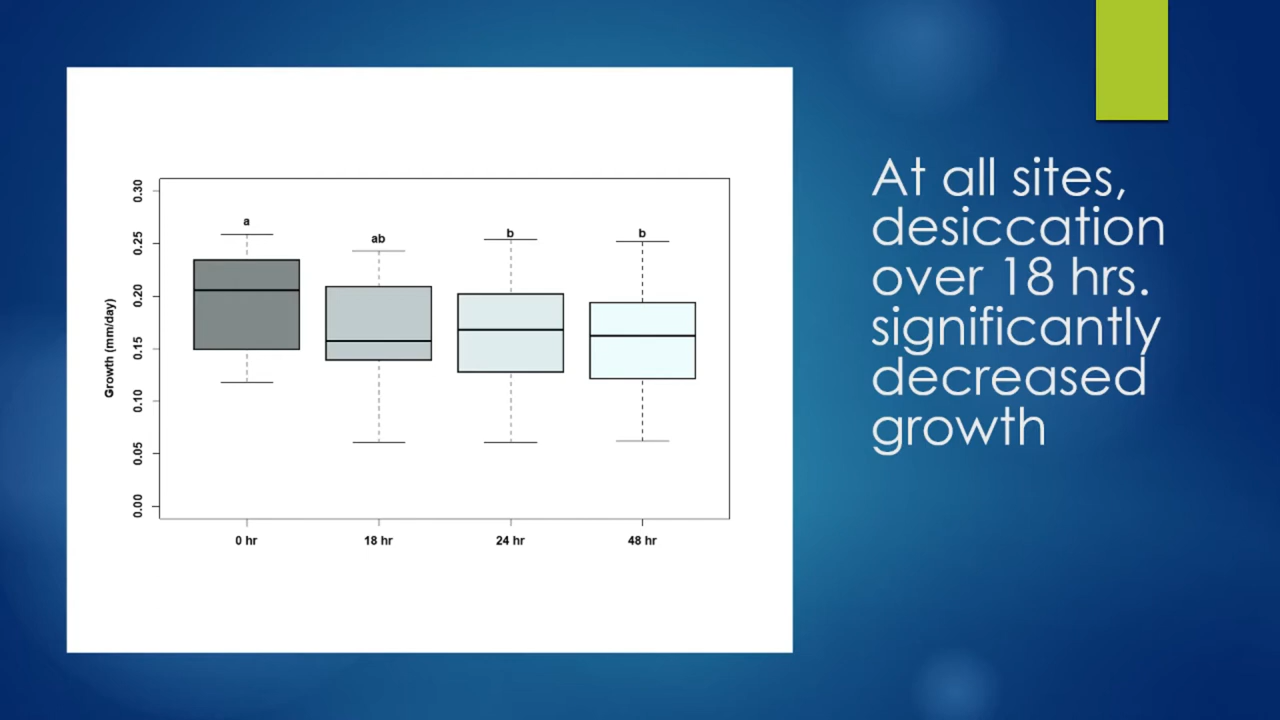 At all sites,
desiccation
over 18 hrs.
significantly
decreased
growth
Growth (mm/day)
0.30
0.25
0.20
0.15
0.10
0.05
0.00
a
ab
b
b
0 hr
18 hr
24 hr
48 hr